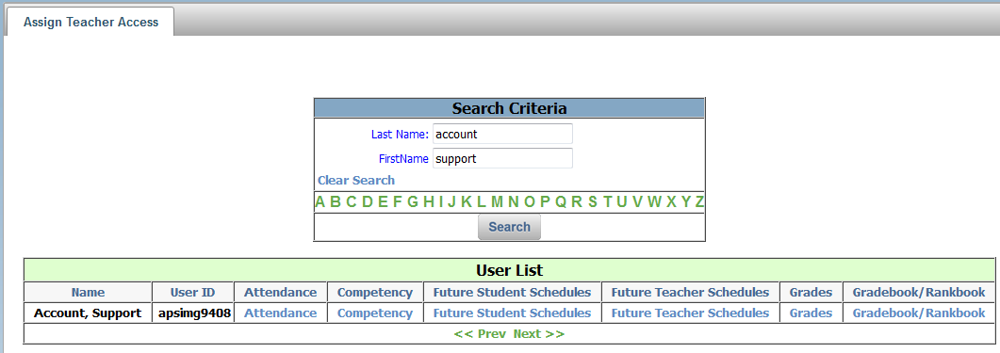 Assign Teacher Access
Search Criteria
Last Name: account
FirstName support
Clear Search
A B C D E F G H I J K L M N O P Q R S T U V W X Y Z
Search
User List
Name User ID Attendance Competency Future Student Schedules Future Teacher Schedules Grades Gradebook/Rankbook
Account, Support apsimg9408 Attendance Competency Future Student Schedules Future Teacher Schedules Grades Gradebook/Rankbook
<< Prev Next >>